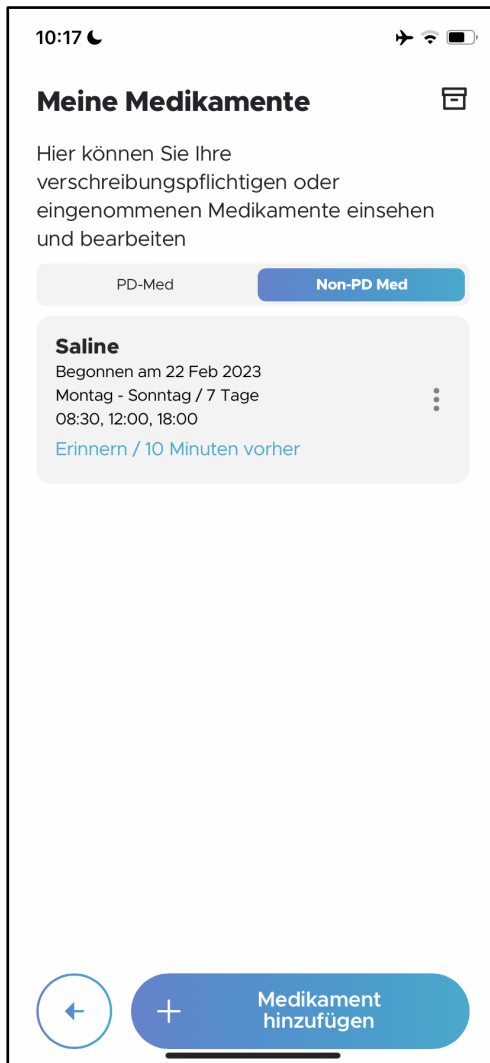 10:17
Meine Medikamente
Hier können Sie Ihre
verschreibungspflichtigen oder
eingenommenen Medikamente einsehen
und bearbeiten
PD-Med
Non-PD Med
Saline
Begonnen am 22 Feb 2023
Montag - Sonntag / 7 Tage
08:30, 12:00, 18:00
Erinnern / 10 Minuten vorher
Medikament
hinzufügen